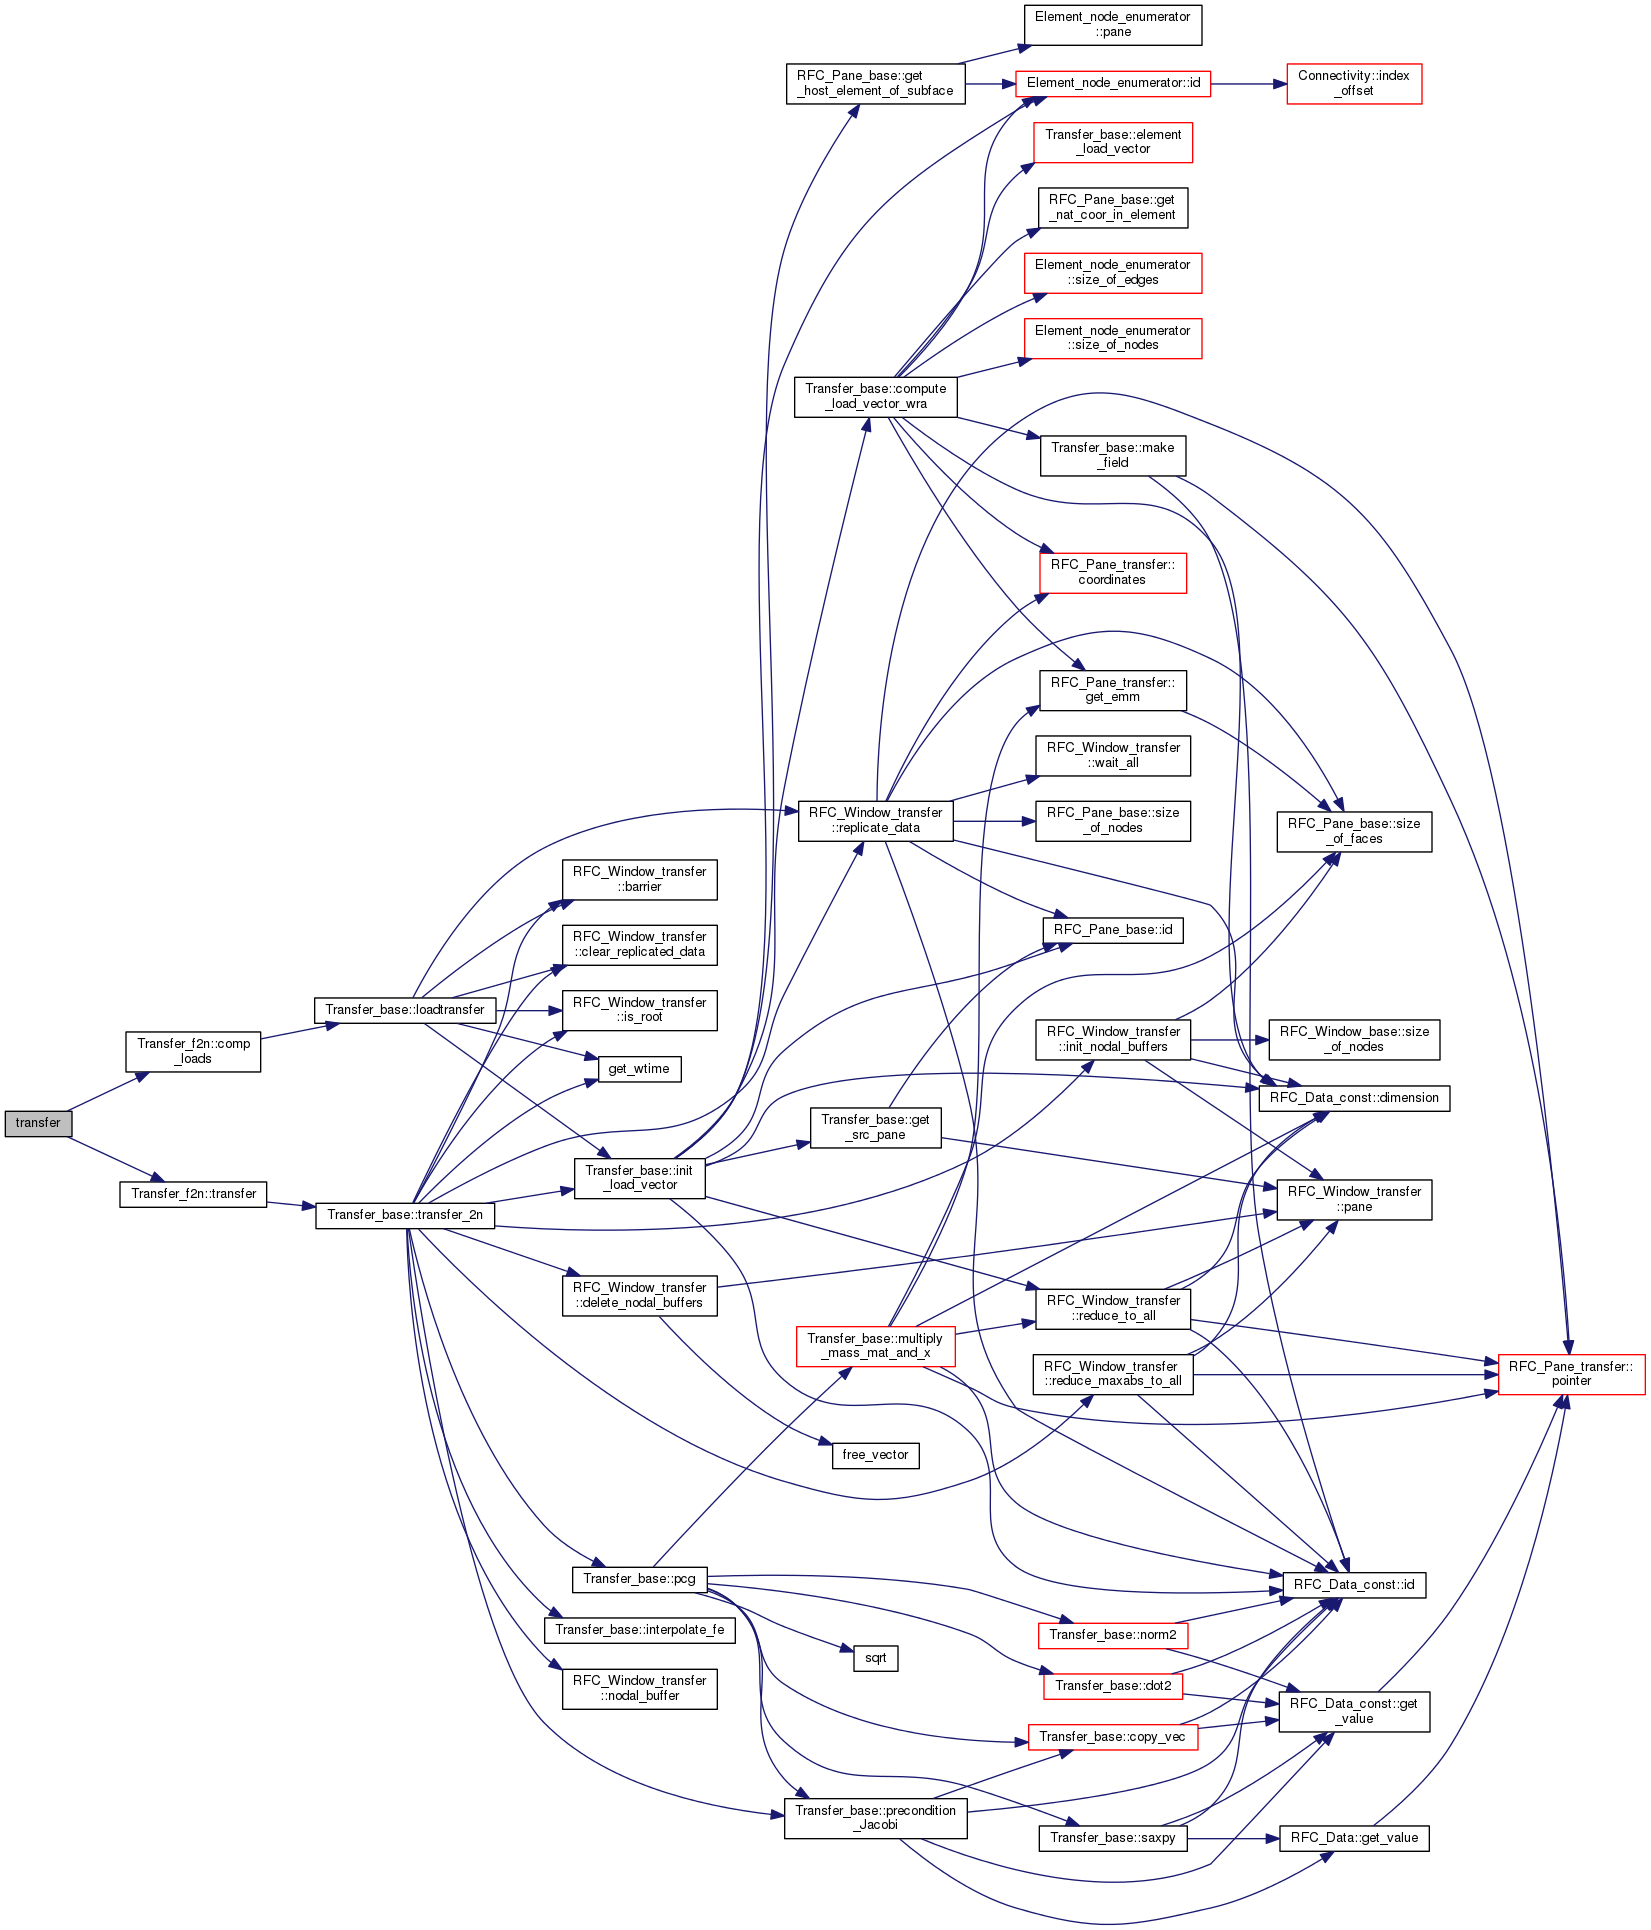 Element_node_enumerator
::pane
RFC_Pane_base::get
_host_element_of_subface
Element_node_enumerator::id
Connectivity::index
_offset
Transfer_base::element
_load_vector
RFC_Pane_base::get
_nat_coor_in_element
Element_node_enumerator
::size_of_edges
Element_node_enumerator
::size_of_nodes
Transfer_base::compute
_load_vector_wra
Transfer_base::make
_field
RFC_Pane_transfer::
coordinates
RFC_Pane_transfer::
get_emm
RFC_Window_transfer
::wait_all
RFC_Window_transfer
::replicate_data
RFC_Pane_base::size
_of_nodes
RFC_Pane_base::size
_of_faces
RFC_Window_transfer
::barrier
RFC_Pane_base::id
RFC_Window_transfer
::clear_replicated_data
Transfer_base::loadtransfer
RFC_Window_transfer
::is_root
Transfer_f2n::comp
_loads
get_wtime
RFC_Window_transfer
::init_nodal_buffers
RFC_Window_base::size
_of_nodes
RFC_Data_const::dimension
transfer
Transfer_base::get
_src_pane
Transfer_base::init
_load_vector
Transfer_f2n::transfer
Transfer_base::transfer_2n
RFC_Window_transfer
::pane
RFC_Window_transfer
::delete_nodal_buffers
RFC_Window_transfer
::reduce_to_all
Transfer_base::multiply
_mass_mat_and_x
RFC_Window_transfer
::reduce_maxabs_to_all
RFC_Pane_transfer::
pointer
free_vector
Transfer_base::pcg
RFC_Data_const::id
Transfer_base::interpolate_fe
Transfer_base::norm2
sqrt
RFC_Window_transfer
::nodal_buffer
Transfer_base::dot2
RFC_Data_const::get
_value
Transfer_base::copy_vec
Transfer_base::precondition
_Jacobi
Transfer_base::saxpy
RFC_Data::get_value